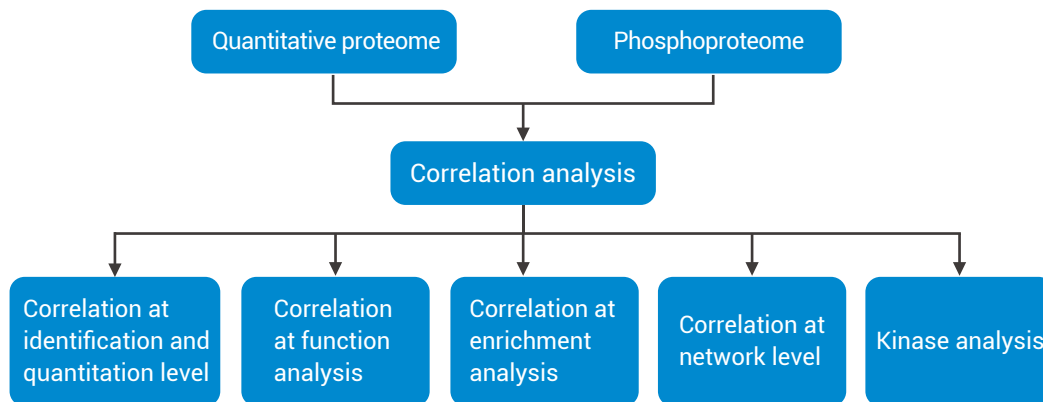 Quantitative proteome
Phosphoproteome
Correlation analysis
Correlation at
identification and
quantitation level
Correlation
at function
analysis
Correlation at
enrichment
analysis
Correlation at
network level
Kinase analysis